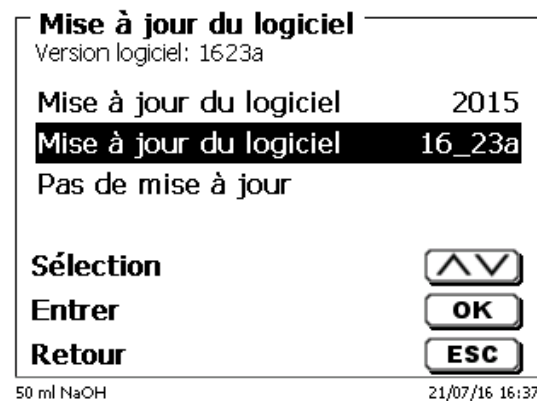 Mise à jour du logiciel
Version logiciel: 1623a
Mise à jour du logiciel 2015
Mise à jour du logiciel 16_23a
Pas de mise à jour
Sélection
Entrer OK
Retour ESC
50 ml NaOH 21/07/16 16:37